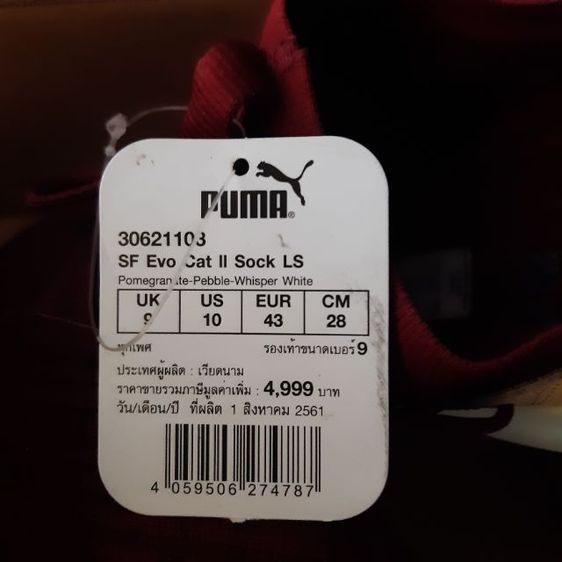 PUMA®
30621103
SF Evo Cat II Sock LS
Pomegranate-Pebble-Whisper White
UK US EUR CM
9 10 43 28
ทุกเพศ รองเท้าขนาดเบอร์ 9
ประเทศผู้ผลิต : เวียดนาม
ราคาขายรวมภาษีมูลค่าเพิ่ม : 4,999 บาท
วัน/เดือน/ปี ที่ผลิต 1 สิงหาคม 2561
4 059506 274787